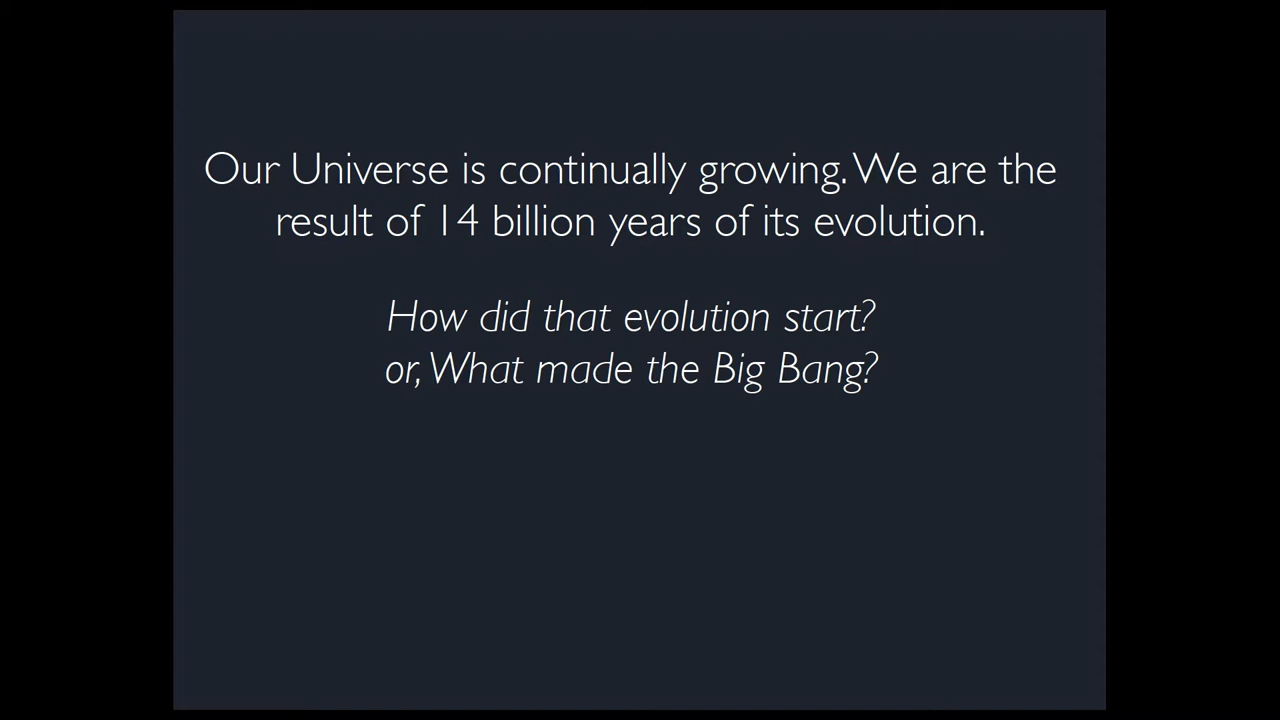 Our Universe is continually growing. We are the
result of 14 billion years of its evolution.
How did that evolution start?
or, What made the Big Bang?